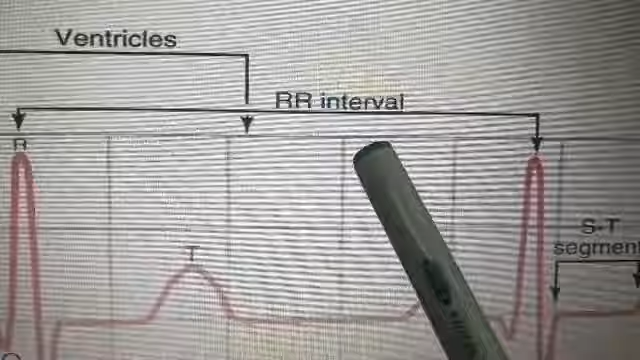 Ventricles
RR interval
R
T
S-T
segment